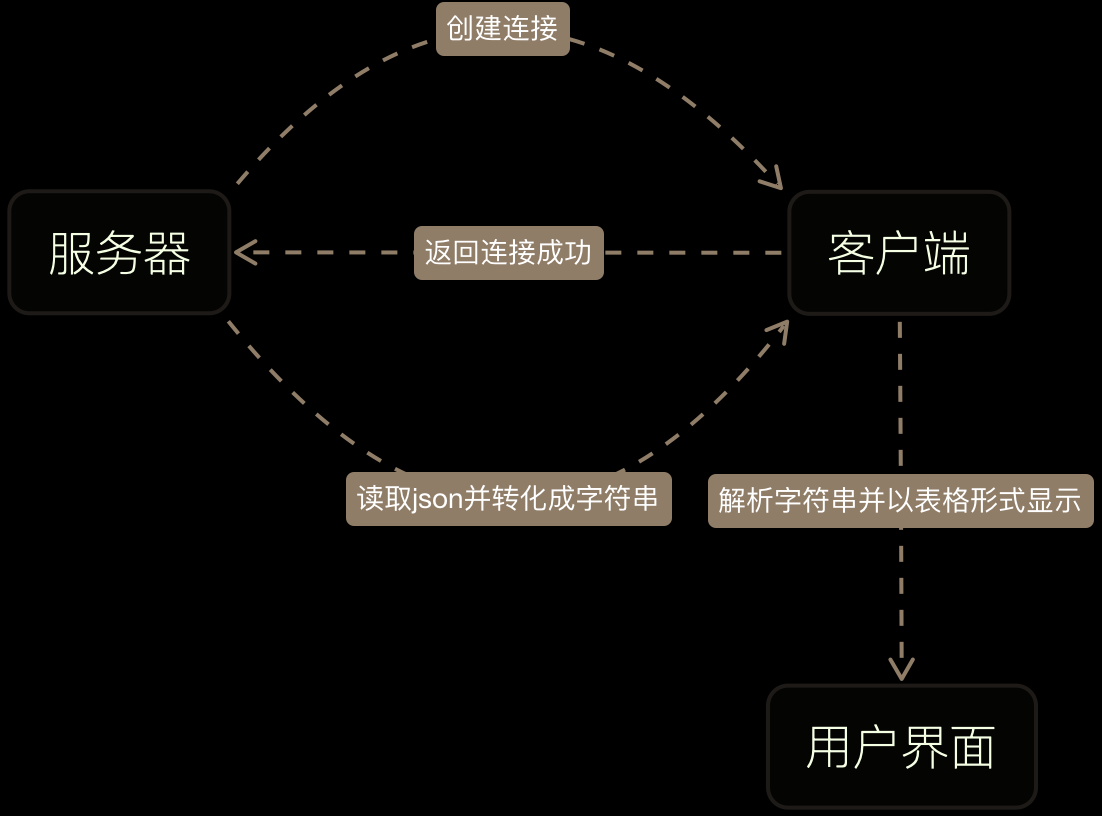 创建连接
服务器
返回连接成功
客户端
读取json并转化成字符串
解析字符串并以表格形式显示
用户界面